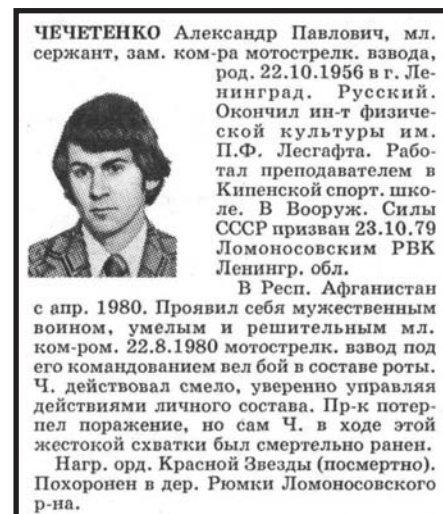 ЧЕЧЕТЕНКО Александр Павлович, мл.
сержант, зам. ком-ра мотострелк. взвода,
род. 22.10.1956 в г. Ле-
нинград. Русский.
Окончил ин-т физиче-
ской культуры им.
П.Ф. Лесгафта. Рабо-
тал преподавателем в
Кипенской спорт. шко-
ле. В Вооруж. Силы
СССР призван 23.10.79
Ломоносовским РВК
Ленингр. обл.
В Респ. Афганистан
с апр. 1980. Проявил себя мужественным
воином, умелым и решительным мл.
ком-ром. 22.8.1980 мотострелк. взвод под
его командованием вел бой в составе роты.
Ч. действовал смело, уверенно управляя
действиями личного состава. Пр-к потер-
пел поражение, но сам Ч. в ходе этой
жестокой схватки был смертельно ранен.
Нагр. орд. Красной Звезды (посмертно).
Похоронен в дер. Рюмки Ломоносовского
р-на.